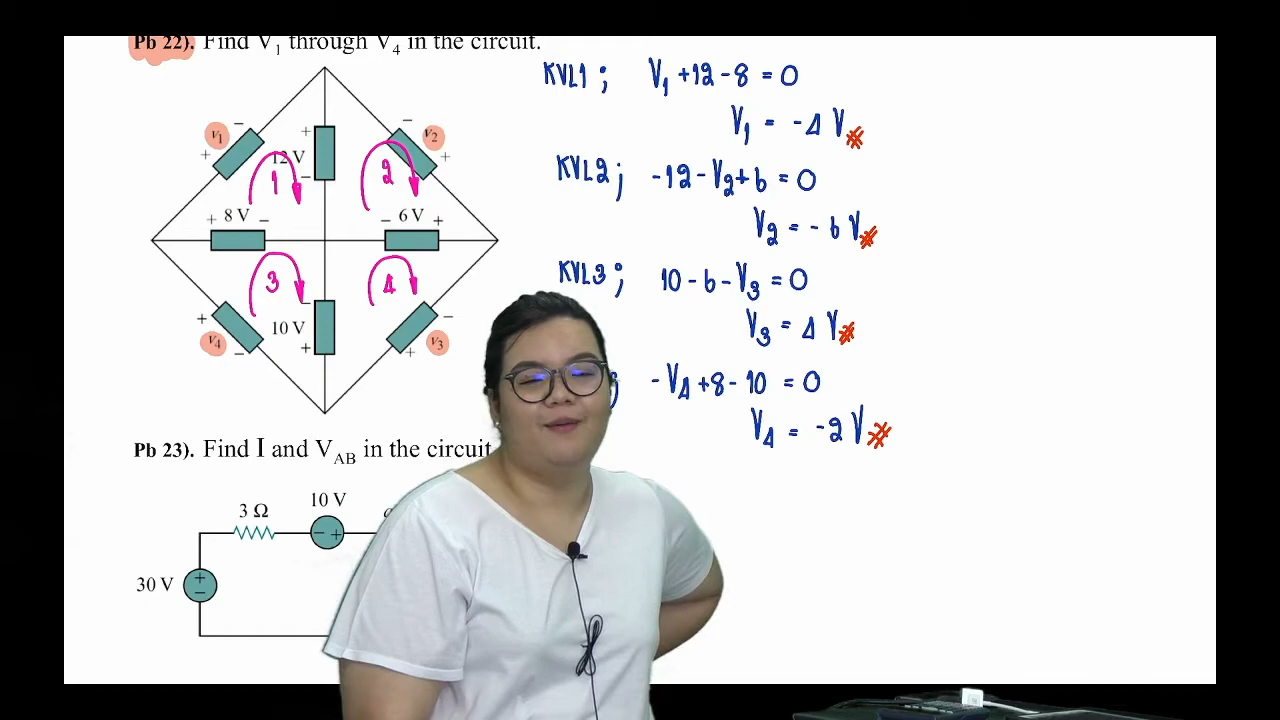 Pb 22). Find V1 through V4 in the circuit.
KVL1 ; V1 + 12 - 8 = 0
V1 = - 4 V
KVL2 ; - 12 - V2 + 6 = 0
V2 = - 6 V
KVL3 ; 10 - 6 - V3 = 0
V3 = 4 V
; - V4 + 8 - 10 = 0
V4 = - 2 V
- + - 
v1 v2
+ 12 V +
-
1 2
+ 8 V - - 6 V +
3 4
+ - -
10 V
v4 + v3
- +
Pb 23). Find I and VAB in the circuit
10 V
3 Ω
- +
30 V + -